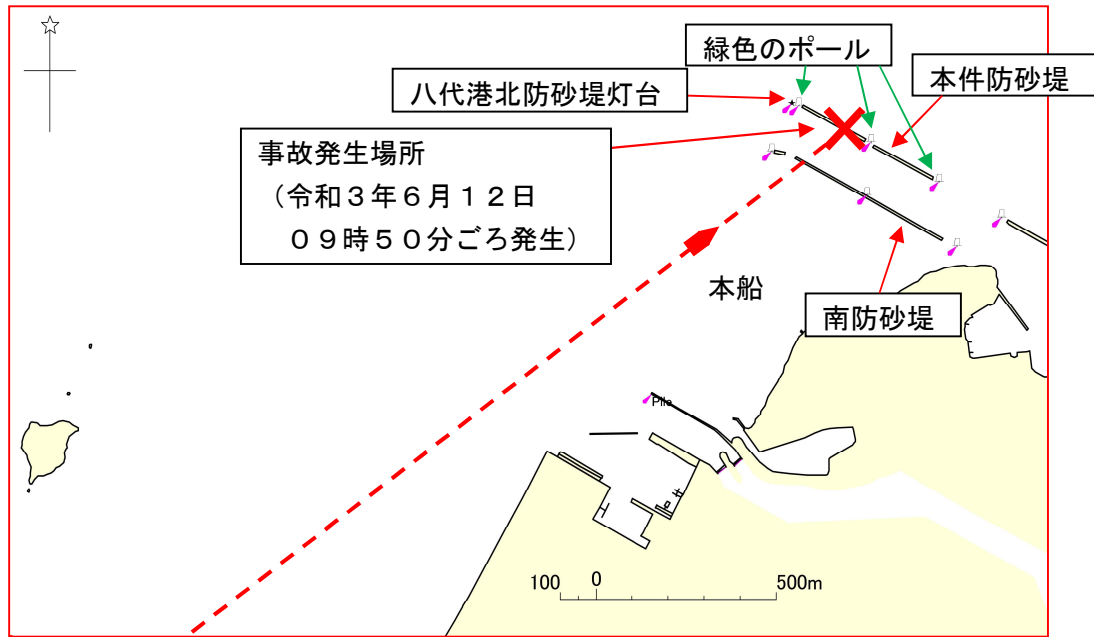 緑色のポール
八代港北防砂堤灯台
本件防砂堤
事故発生場所
(令和3年6月12日
09時50分ごろ発生)
本船
南防砂堤
Pile
100 0 500m